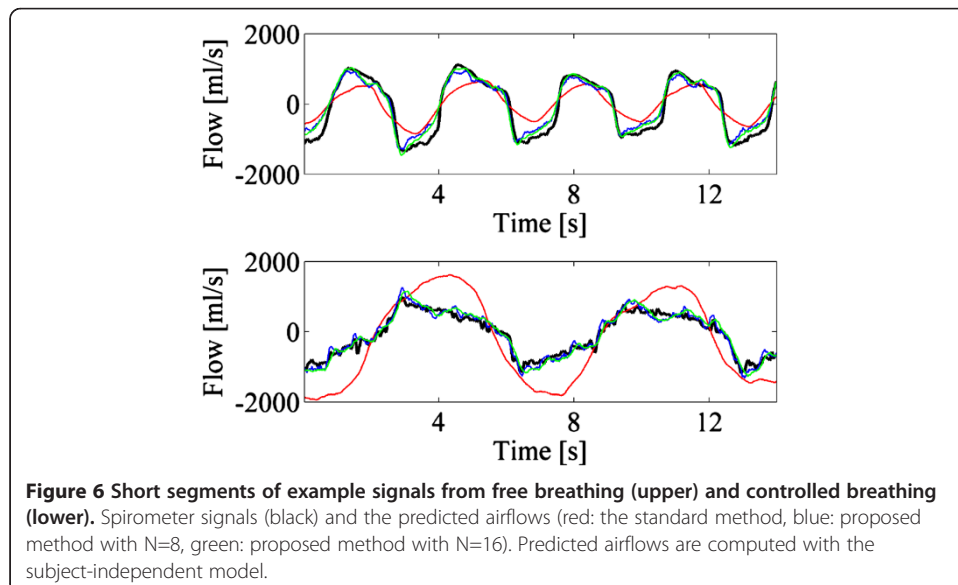 2000
0
-2000
Flow [ml/s]
4 8 12
Time [s]
2000
0
-2000
Flow [ml/s]
4 8 12
Time [s]
Figure 6 Short segments of example signals from free breathing (upper) and controlled breathing
(lower). Spirometer signals (black) and the predicted airflows (red: the standard method, blue: proposed
method with N=8, green: proposed method with N=16). Predicted airflows are computed with the
subject-independent model.